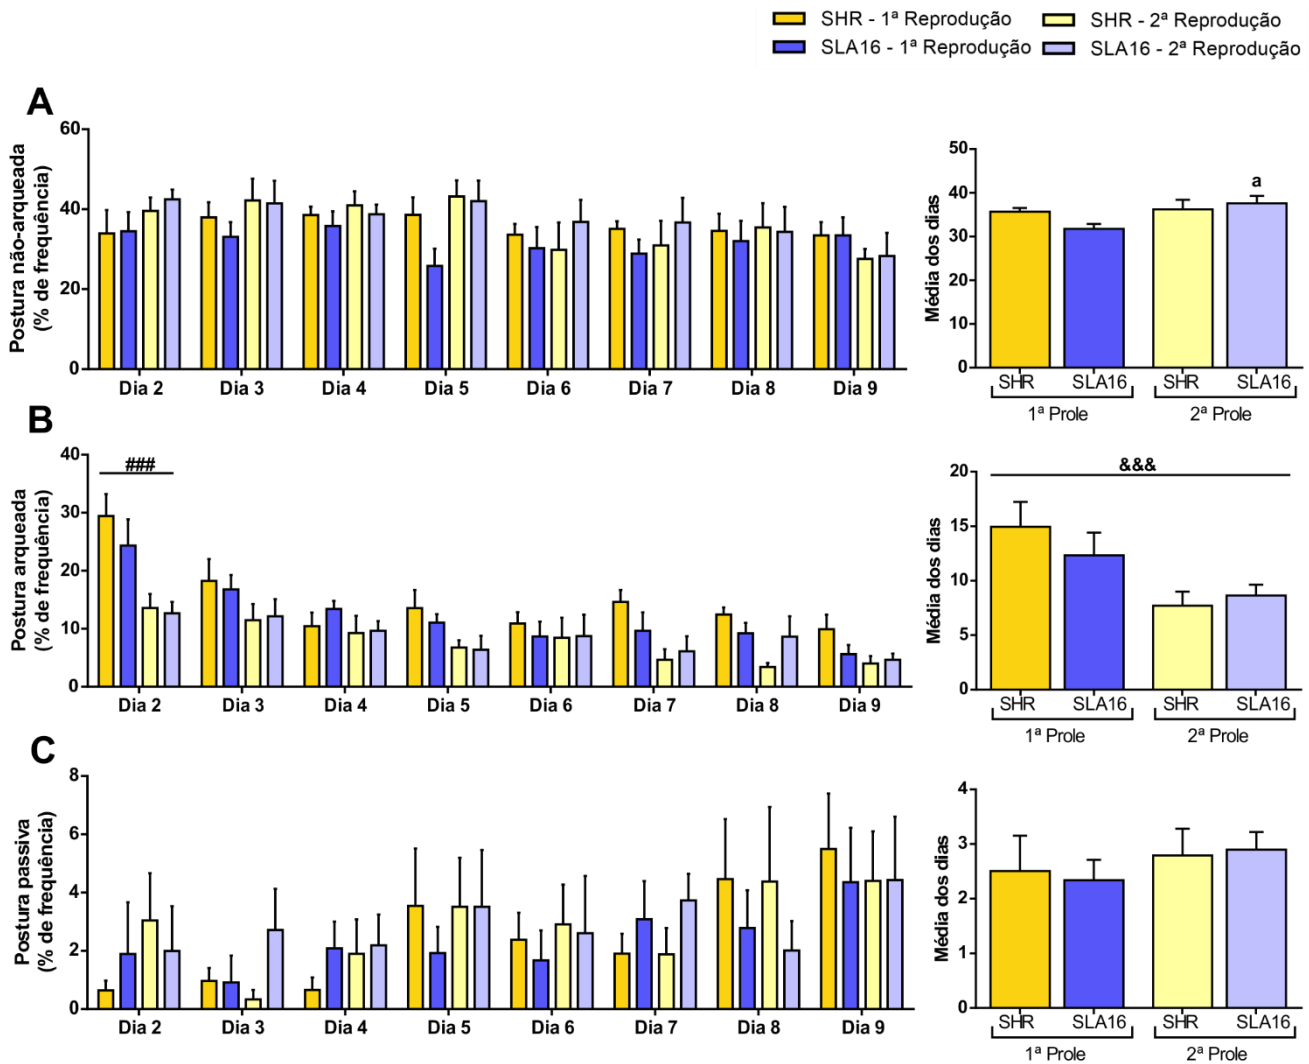 SHR - 1ª Reprodução
SHR - 2ª Reprodução
SLA16 - 1ª Reprodução
SLA16 - 2ª Reprodução
A
Postura não-arqueada
(% de frequência)
60
40
20
0
Dia 2
Dia 3
Dia 4
Dia 5
Dia 6
Dia 7
Dia 8
Dia 9
Média dos dias
50
40
30
30
10
0
a
SHR
SLA16
SHR
SLA16
1ª Prole
2ª Prole
B
Postura arqueada
(% de frequência)
40
30
20
10
0
###
Dia 2
Dia 3
Dia 4
Dia 5
Dia 6
Dia 7
Dia 8
Dia 9
Média dos dias
20
15
10
5
0
&&&
SHR
SLA16
SHR
SLA16
1ª Prole
2ª Prole
C
Postura passiva
(% de frequência)
8
6
4
2
0
Dia 2
Dia 3
Dia 4
Dia 5
Dia 6
Dia 7
Dia 8
Dia 9
Média dos dias
4
3
2
1
0
SHR
SLA16
SHR
SLA16
1ª Prole
2ª Prole